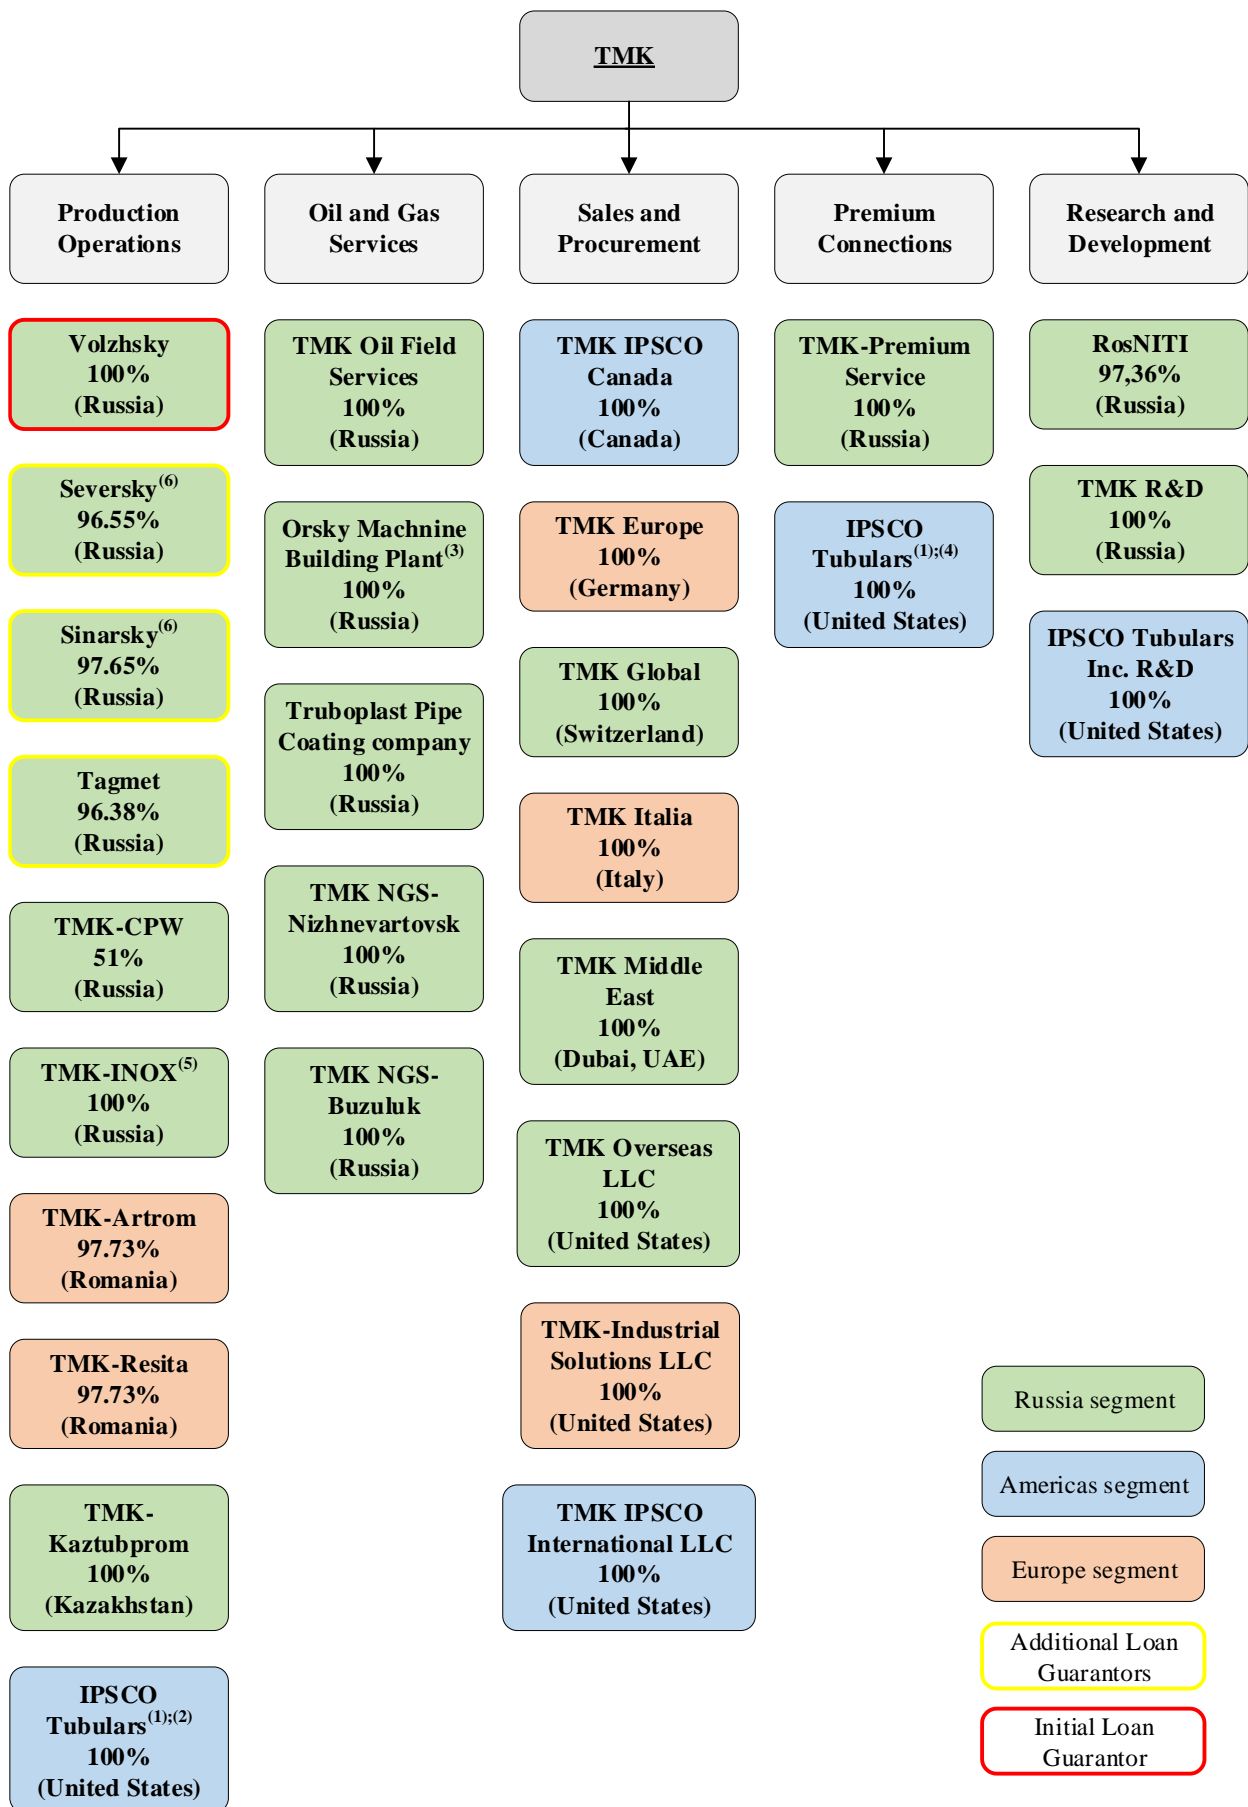 TMK
Production
Operations
Oil and Gas
Services
Sales and
Procurement
Premium
Connections
Research and
Development
Volzhsky
100%
(Russia)
Seversky(6)
96.55%
(Russia)
Sinarsky(6)
97.65%
(Russia)
Tagmet
96.38%
(Russia)
TMK-CPW
51%
(Russia)
TMK-INOX(5)
100%
(Russia)
TMK-Artrom
97.73%
(Romania)
TMK-Resita
97.73%
(Romania)
TMK-
Kaztubprom
100%
(Kazakhstan)
IPSCO
Tubulars(1);(2)
100%
(United States)
TMK Oil Field
Services
100%
(Russia)
Orsky Machnine
Building Plant(3)
100%
(Russia)
Truboplast Pipe
Coating company
100%
(Russia)
TMK NGS-
Nizhnevartovsk
100%
(Russia)
TMK NGS-
Buzuluk
100%
(Russia)
TMK IPSCO
Canada
100%
(Canada)
TMK Europe
100%
(Germany)
TMK Global
100%
(Switzerland)
TMK Italia
100%
(Italy)
TMK Middle
East
100%
(Dubai, UAE)
TMK Overseas
LLC
100%
(United States)
TMK-Industrial
Solutions LLC
100%
(United States)
TMK IPSCO
International LLC
100%
(United States)
TMK-Premium
Service
100%
(Russia)
IPSCO
Tubulars(1);(4)
100%
(United States)
RosNITI
97,36%
(Russia)
TMK R&D
100%
(Russia)
IPSCO Tubulars
Inc. R&D
100%
(United States)
Russia segment
Americas segment
Europe segment
Additional Loan
Guarantors
Initial Loan
Guarantor